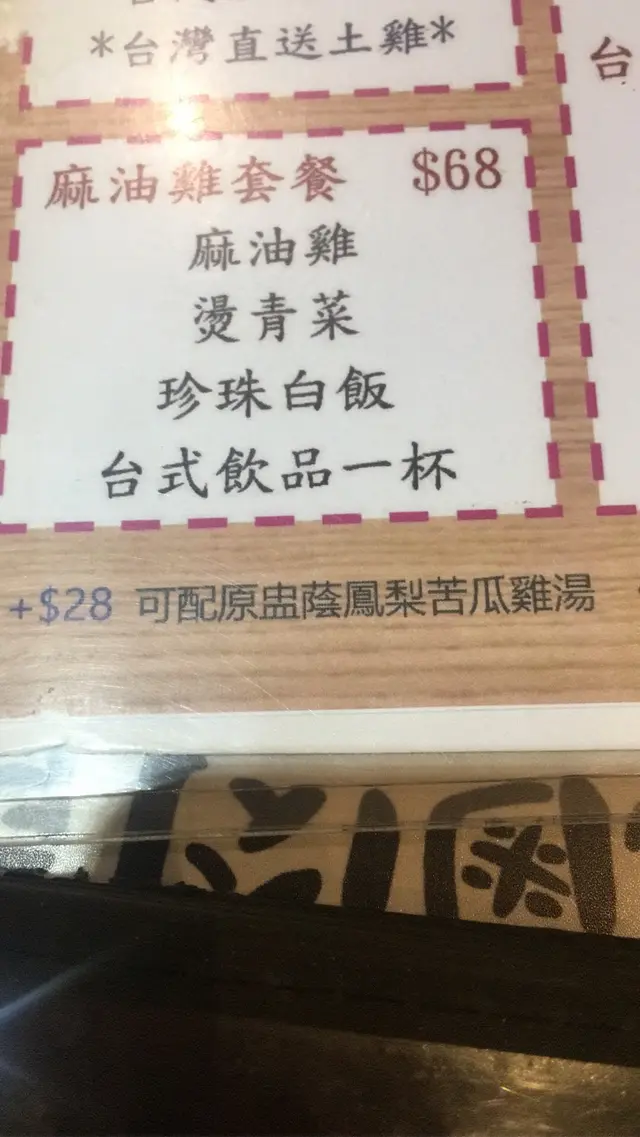 *台灣直送土雞*
台
麻油雞套餐 $68
麻油雞
燙青菜
珍珠白飯
台式飲品一杯
+$28 可配原盅蔭鳳梨苦瓜雞湯